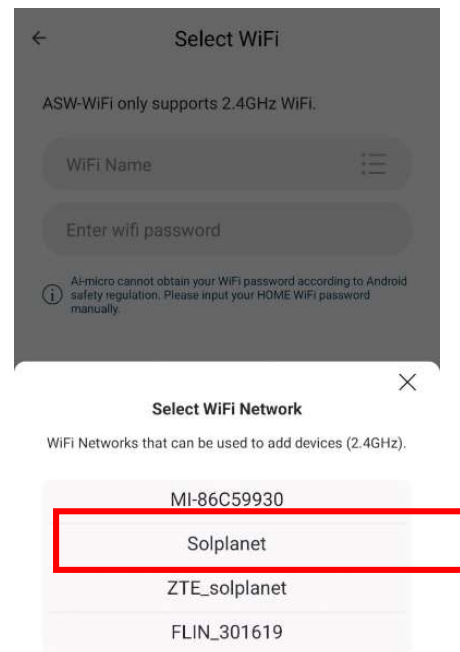 Select WiFi
ASW-WiFi only supports 2.4GHz WiFi.
WiFi Name
Enter wifi password
Ai-micro cannot obtain your WiFi password according to Android
safety regulation. Please input your HOME WiFi password
manually.
Select WiFi Network
WiFi Networks that can be used to add devices (2.4GHz).
MI-86C59930
Solplanet
ZTE_solplanet
FLIN_301619